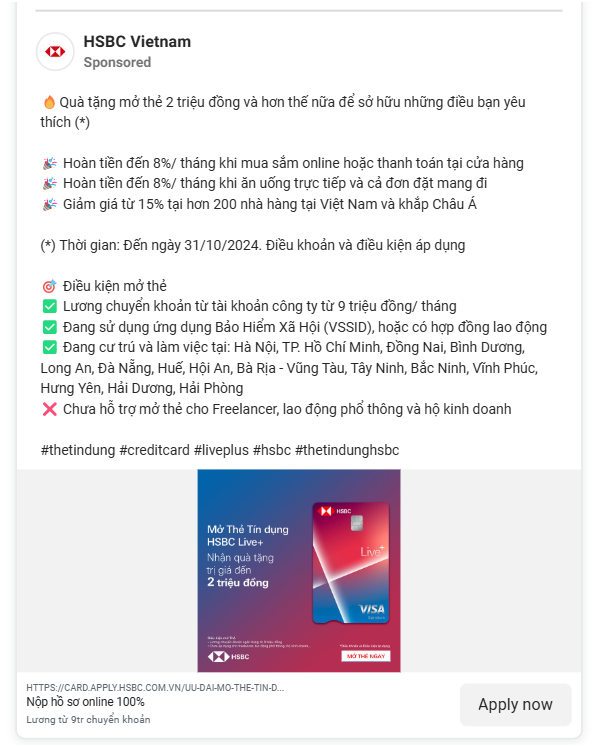 HSBC Vietnam
Sponsored
🔥 Quà tặng mở thẻ 2 triệu đồng và hơn thế nữa để sở hữu những điều bạn yêu
thích (*)
🎉 Hoàn tiền đến 8%/ tháng khi mua sắm online hoặc thanh toán tại cửa hàng
🎉 Hoàn tiền đến 8%/ tháng khi ăn uống trực tiếp và cả đơn đặt mang đi
🎉 Giảm giá từ 15% tại hơn 200 nhà hàng tại Việt Nam và khắp Châu Á
(*) Thời gian: Đến ngày 31/10/2024. Điều khoản và điều kiện áp dụng
🎯 Điều kiện mở thẻ
✅ Lương chuyển khoản từ tài khoản công ty từ 9 triệu đồng/ tháng
✅ Đang sử dụng ứng dụng Bảo Hiểm Xã Hội (VSSID), hoặc có hợp đồng lao động
✅ Đang cư trú và làm việc tại: Hà Nội, TP. Hồ Chí Minh, Đồng Nai, Bình Dương,
Long An, Đà Nẵng, Huế, Hội An, Bà Rịa - Vũng Tàu, Tây Ninh, Bắc Ninh, Vĩnh Phúc,
Hưng Yên, Hải Dương, Hải Phòng
❌ Chưa hỗ trợ mở thẻ cho Freelancer, lao động phổ thông và hộ kinh doanh
#thetindung #creditcard #liveplus #hsbc #thetindunghsbc
Mở Thẻ Tín dụng
HSBC Live+
Nhận quà tặng
trị giá đến
2 triệu đồng
HSBC
Live+
VISA
HSBC
MỞ THẺ NGAY
HTTPS://CARD.APPLY.HSBC.COM.VN/UU-DAI-MO-THE-TIN-D...
Nộp hồ sơ online 100%
Lương từ 9tr chuyển khoản
Apply now